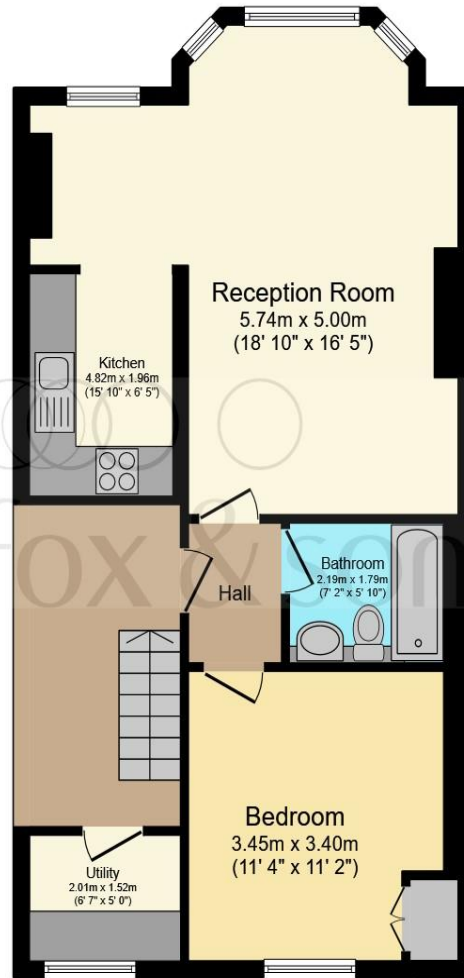 Reception Room
5.74m x 5.00m
(18' 10" x 16' 5")
Kitchen
4.82m x 1.96m
(15' 10" x 6' 5")
fox & sons
Bathroom
2.19m x 1.79m
(7' 2" x 5' 10")
Hall
Bedroom
3.45m x 3.40m
(11' 4" x 11' 2")
Utility
2.01m x 1.52m
(6' 7" x 5' 0")